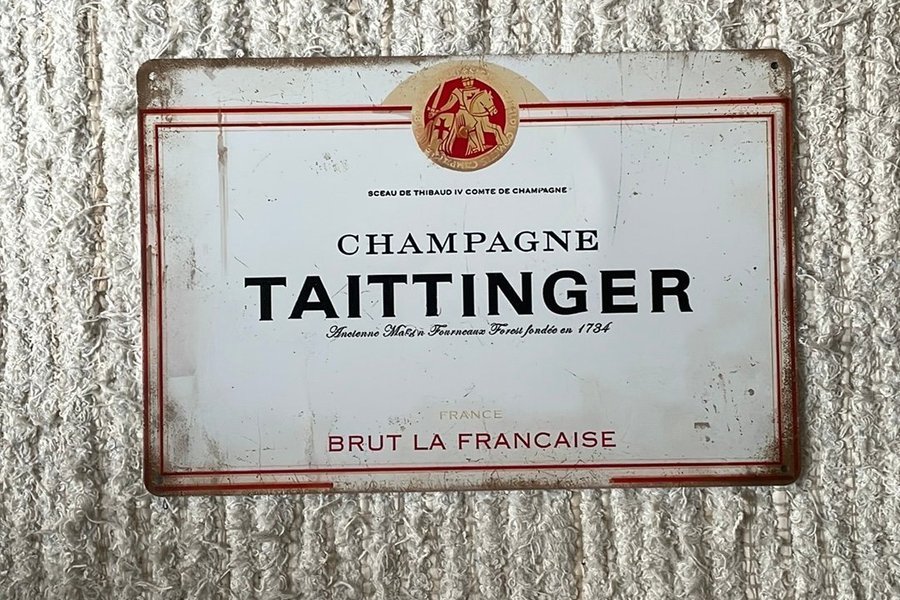 SCEAU DE THIBAUD IV COMTE DE CHAMPAGNE
CHAMPAGNE
TAITTINGER
Ancienne Maison Fourneaux Forest fondée en 1734
FRANCE
BRUT LA FRANCAISE